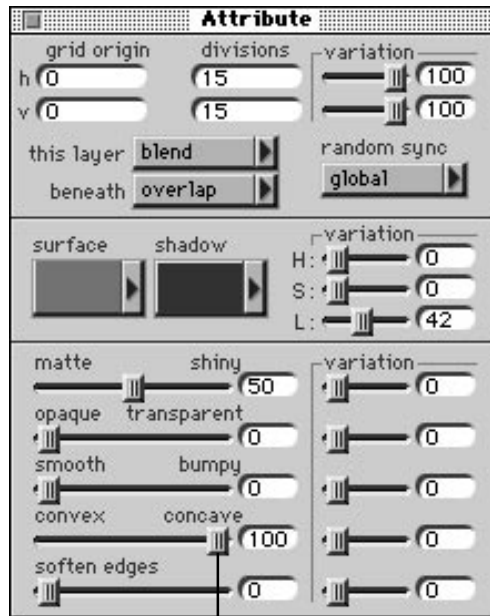 Attribute
grid origin divisions variation
h 0 15 100
v 0 15 100
this layer blend random sync
beneath overlap global
surface shadow variation
H: 0
S: 0
L: 42
matte shiny variation
50 0
opaque transparent
0 0
smooth bumpy
0 0
convex concave
100 0
soften edges
0 0